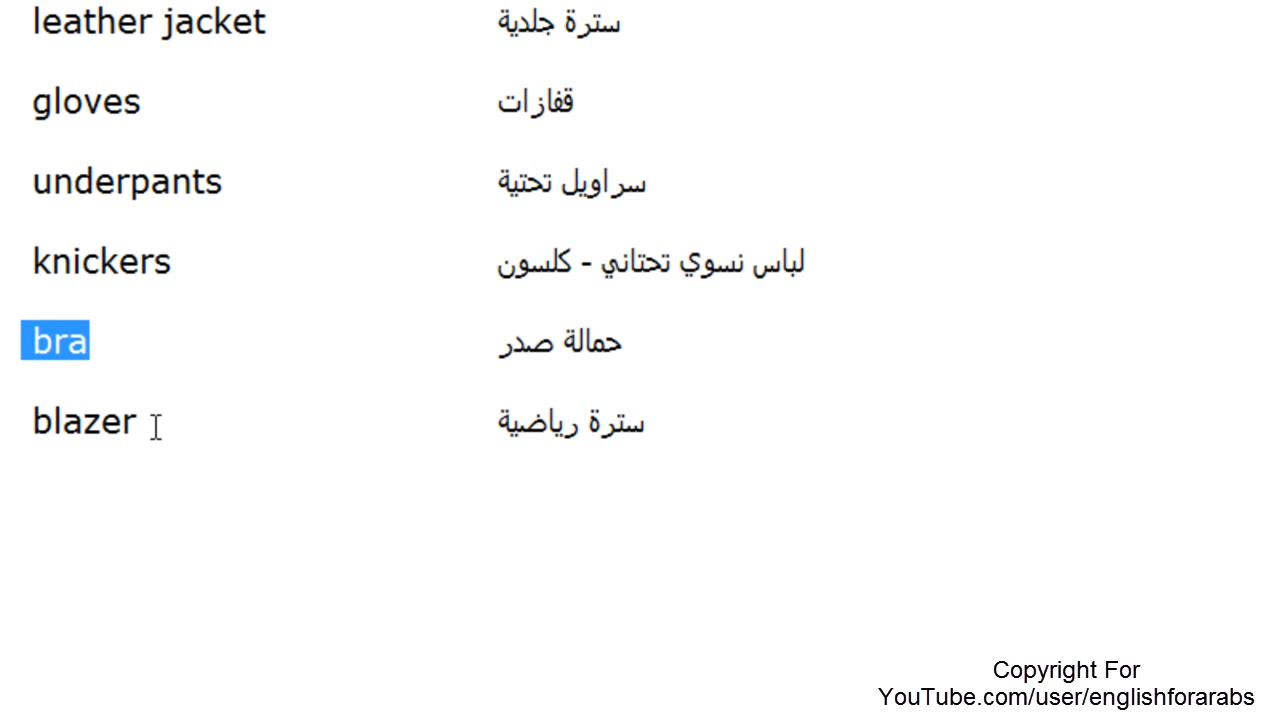 leather jacket سترة جلدية
gloves قفازات
underpants سراويل تحتية
knickers لباس نسوي تحتاني - كلسون
bra حمالة صدر
blazer سترة رياضية
Copyright For
YouTube.com/user/englishforarabs